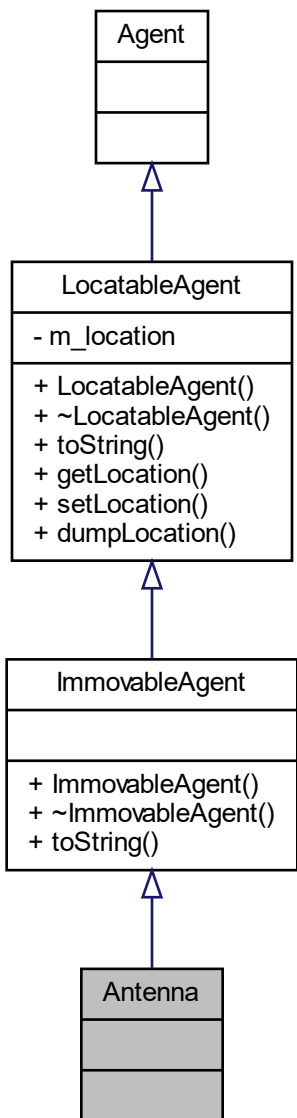 Agent
LocatableAgent
- m_location
+ LocatableAgent()
+ ~LocatableAgent()
+ toString()
+ getLocation()
+ setLocation()
+ dumpLocation()
ImmovableAgent
+ ImmovableAgent()
+ ~ImmovableAgent()
+ toString()
Antenna